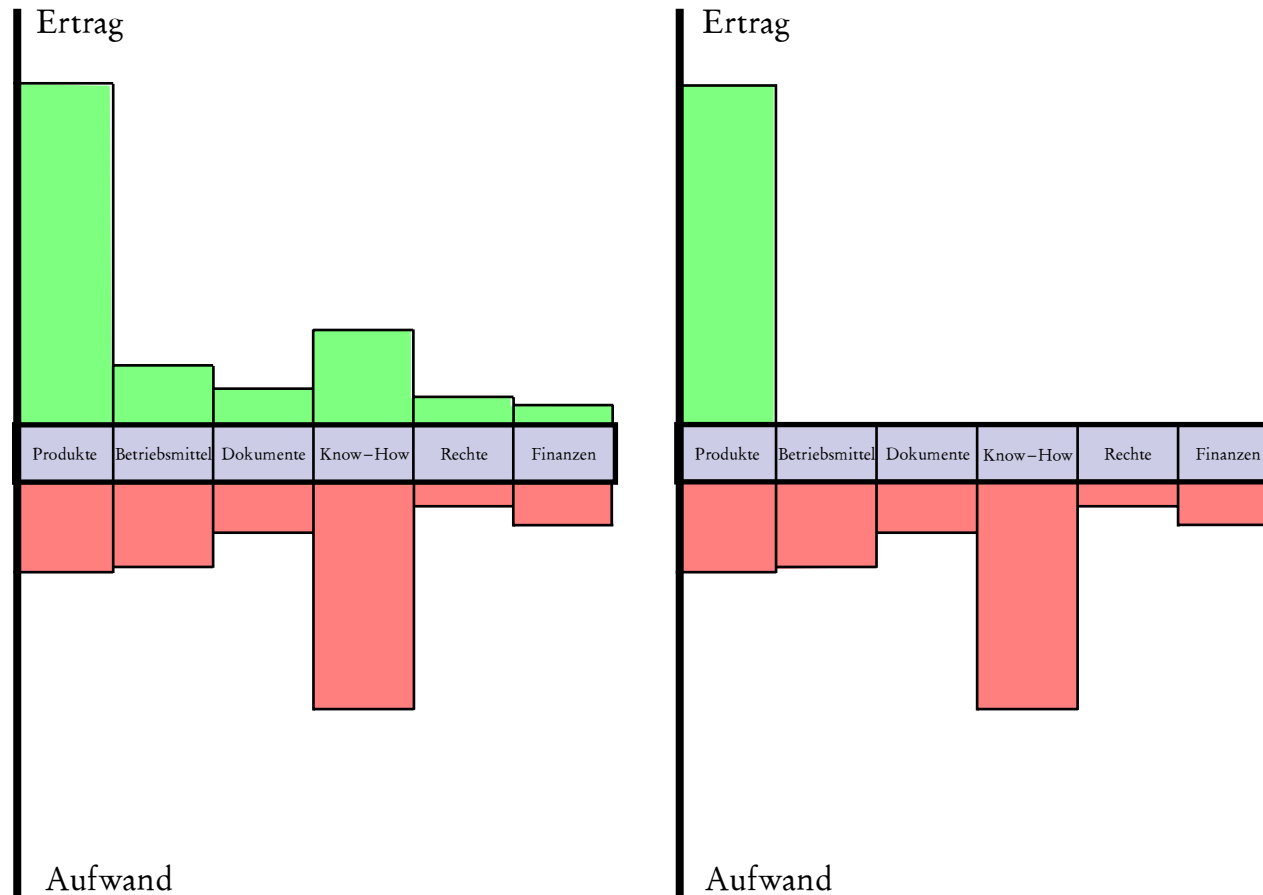 Ertrag
Produkte Betriebsmittel Dokumente Know–How Rechte Finanzen
Aufwand
Ertrag
Produkte Betriebsmittel Dokumente Know–How Rechte Finanzen
Aufwand